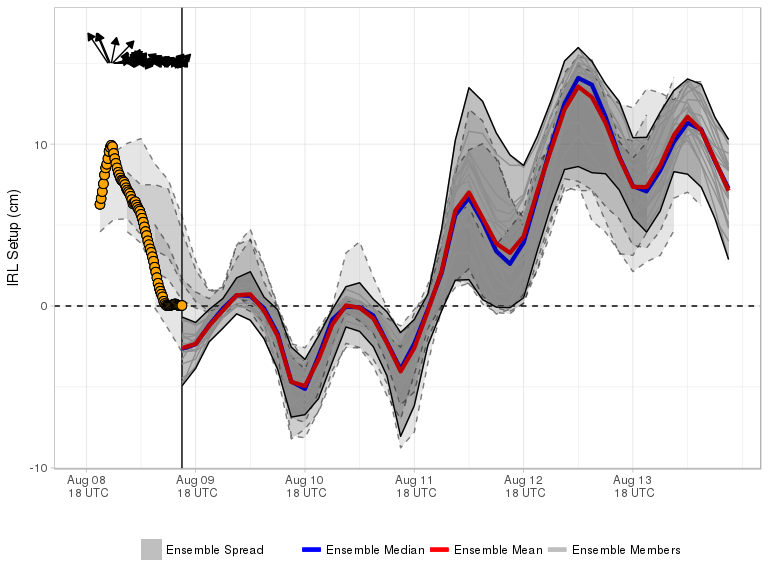 IRL Setup (cm)
10
0
-10
Aug 08
18 UTC
Aug 09
18 UTC
Aug 10
18 UTC
Aug 11
18 UTC
Aug 12
18 UTC
Aug 13
18 UTC
Ensemble Spread
Ensemble Median
Ensemble Mean
Ensemble Members